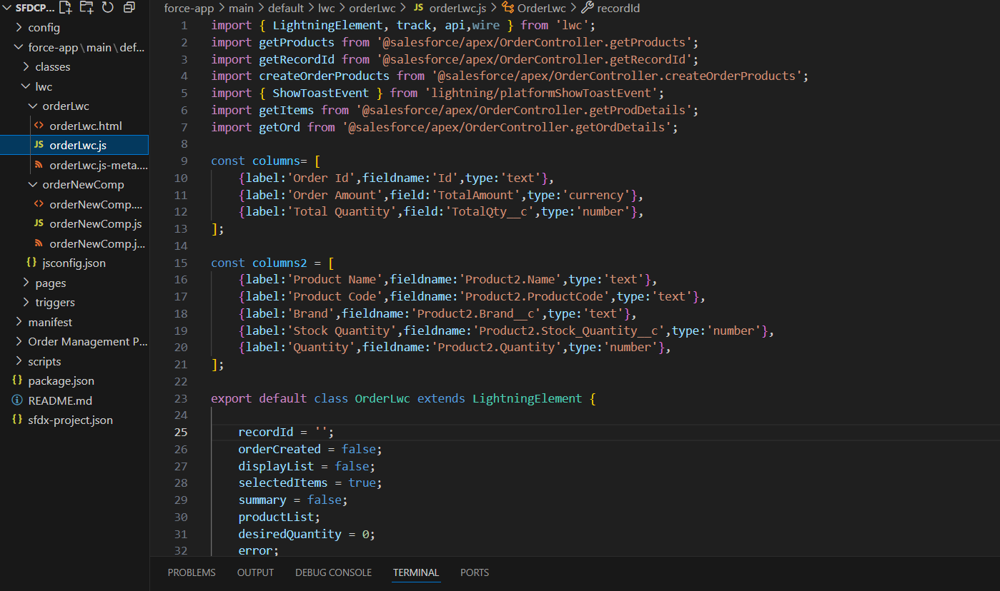 SFDCP...
config
force-app\main\def...
classes
lwc
orderLwc
orderLwc.html
JS orderLwc.js
orderLwc.js-meta....
orderNewComp
orderNewComp....
JS orderNewComp.js
orderNewComp.j...
{} jsconfig.json
pages
triggers
manifest
Order Management P...
scripts
{} package.json
README.md
{} sfdx-project.json
force-app > main > default > lwc > orderLwc > JS orderLwc.js > OrderLwc > recordId
1 import { LightningElement, track, api,wire } from 'lwc';
2 import getProducts from '@salesforce/apex/OrderController.getProducts';
3 import getRecordId from '@salesforce/apex/OrderController.getRecordId';
4 import createOrderProducts from '@salesforce/apex/OrderController.createOrderProducts';
5 import { ShowToastEvent } from 'lightning/platformShowToastEvent';
6 import getItems from '@salesforce/apex/OrderController.getProdDetails';
7 import getOrd from '@salesforce/apex/OrderController.getOrdDetails';
8
9 const columns= [
10 {label:'Order Id',fieldname:'Id',type:'text'},
11 {label:'Order Amount',field:'TotalAmount',type:'currency'},
12 {label:'Total Quantity',field:'TotalQty__c',type:'number'},
13 ];
14
15 const columns2 = [
16 {label:'Product Name',fieldname:'Product2.Name',type:'text'},
17 {label:'Product Code',fieldname:'Product2.ProductCode',type:'text'},
18 {label:'Brand',fieldname:'Product2.Brand__c',type:'text'},
19 {label:'Stock Quantity',fieldname:'Product2.Stock_Quantity__c',type:'number'},
20 {label:'Quantity',fieldname:'Product2.Quantity',type:'number'},
21 ];
22
23 export default class OrderLwc extends LightningElement {
24
25 recordId = '';
26 orderCreated = false;
27 displayList = false;
28 selectedItems = true;
29 summary = false;
30 productList;
31 desiredQuantity = 0;
32 error;
PROBLEMS OUTPUT DEBUG CONSOLE TERMINAL PORTS